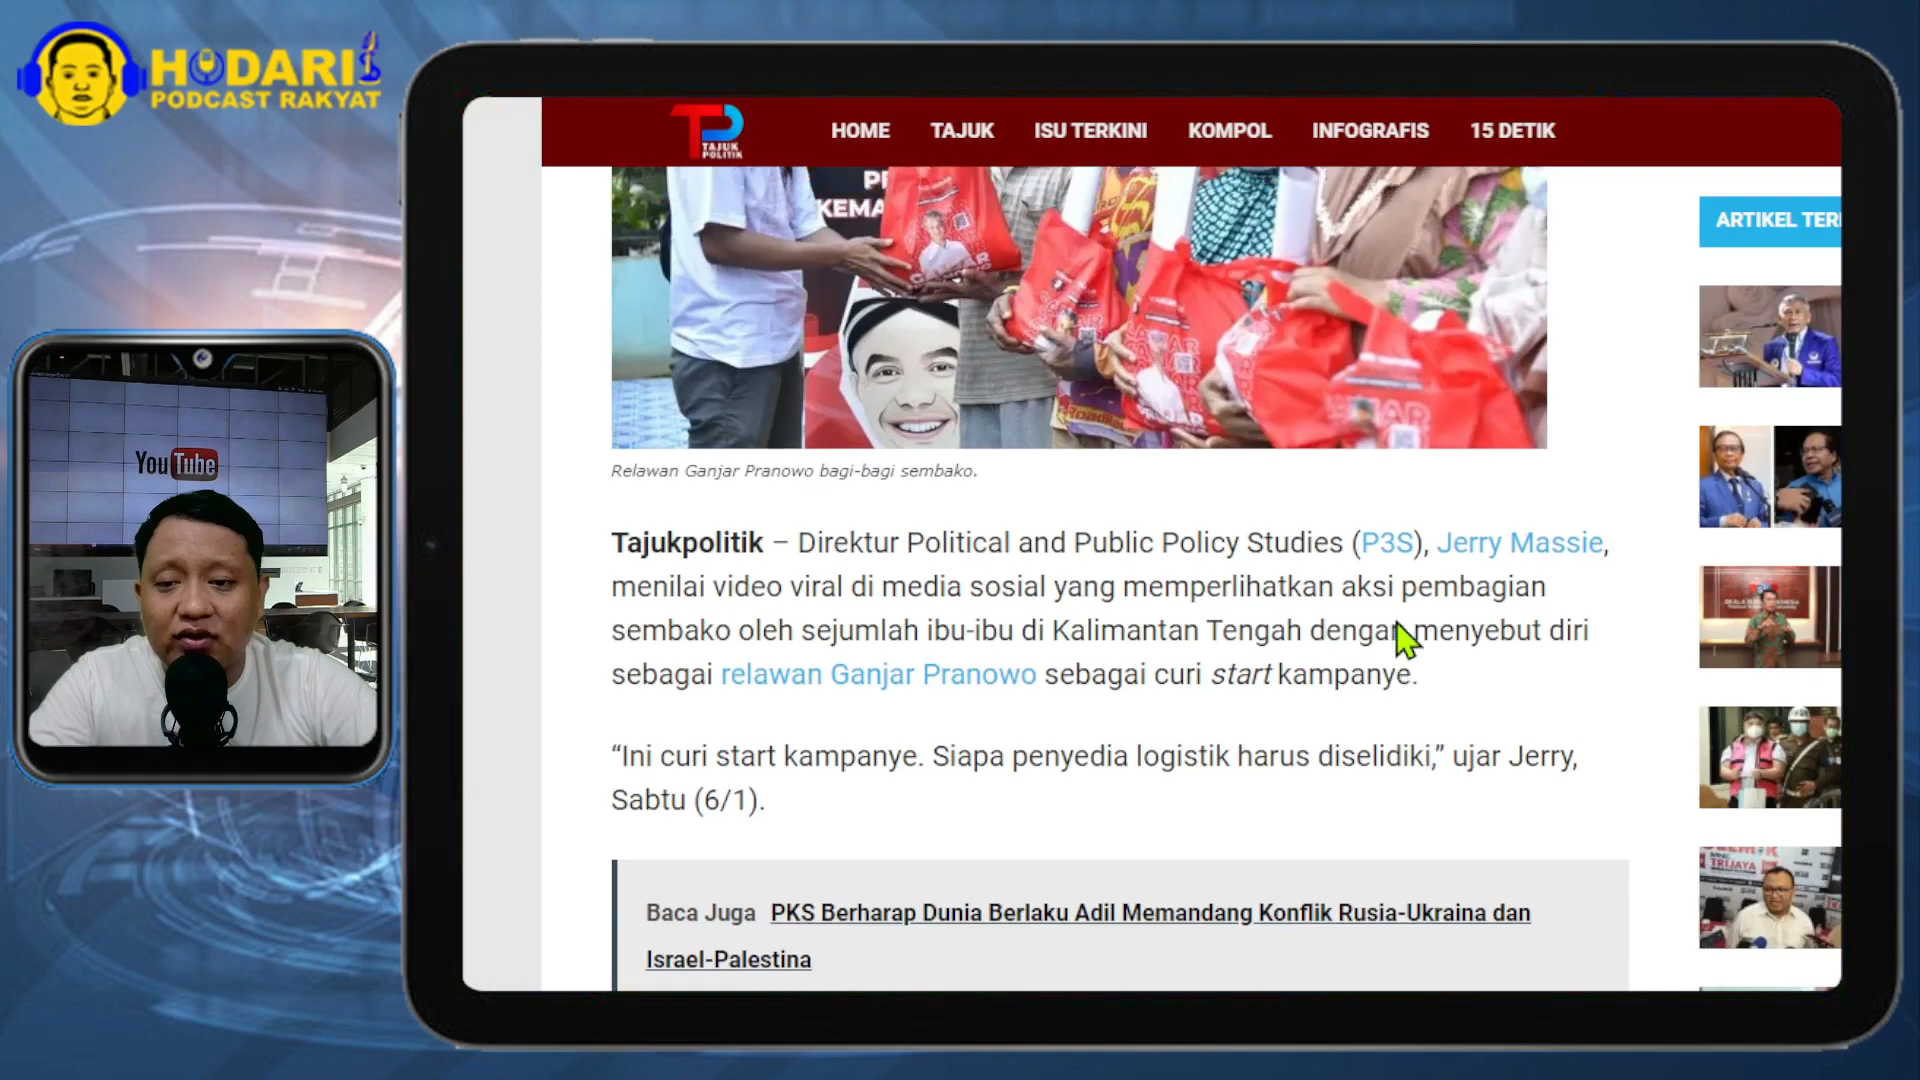 HODARI
PODCAST RAKYAT
TAJUK
POLITIK
HOME TAJUK ISU TERKINI KOMPOL INFOGRAFIS 15 DETIK
ARTIKEL TER
YouTube
Relawan Ganjar Pranowo bagi-bagi sembako.
Tajukpolitik – Direktur Political and Public Policy Studies (P3S), Jerry Massie,
menilai video viral di media sosial yang memperlihatkan aksi pembagian
sembako oleh sejumlah ibu-ibu di Kalimantan Tengah dengan menyebut diri
sebagai relawan Ganjar Pranowo sebagai curi start kampanye.
“Ini curi start kampanye. Siapa penyedia logistik harus diselidiki,” ujar Jerry,
Sabtu (6/1).
Baca Juga PKS Berharap Dunia Berlaku Adil Memandang Konflik Rusia-Ukraina dan
Israel-Palestina
TRIJAYA